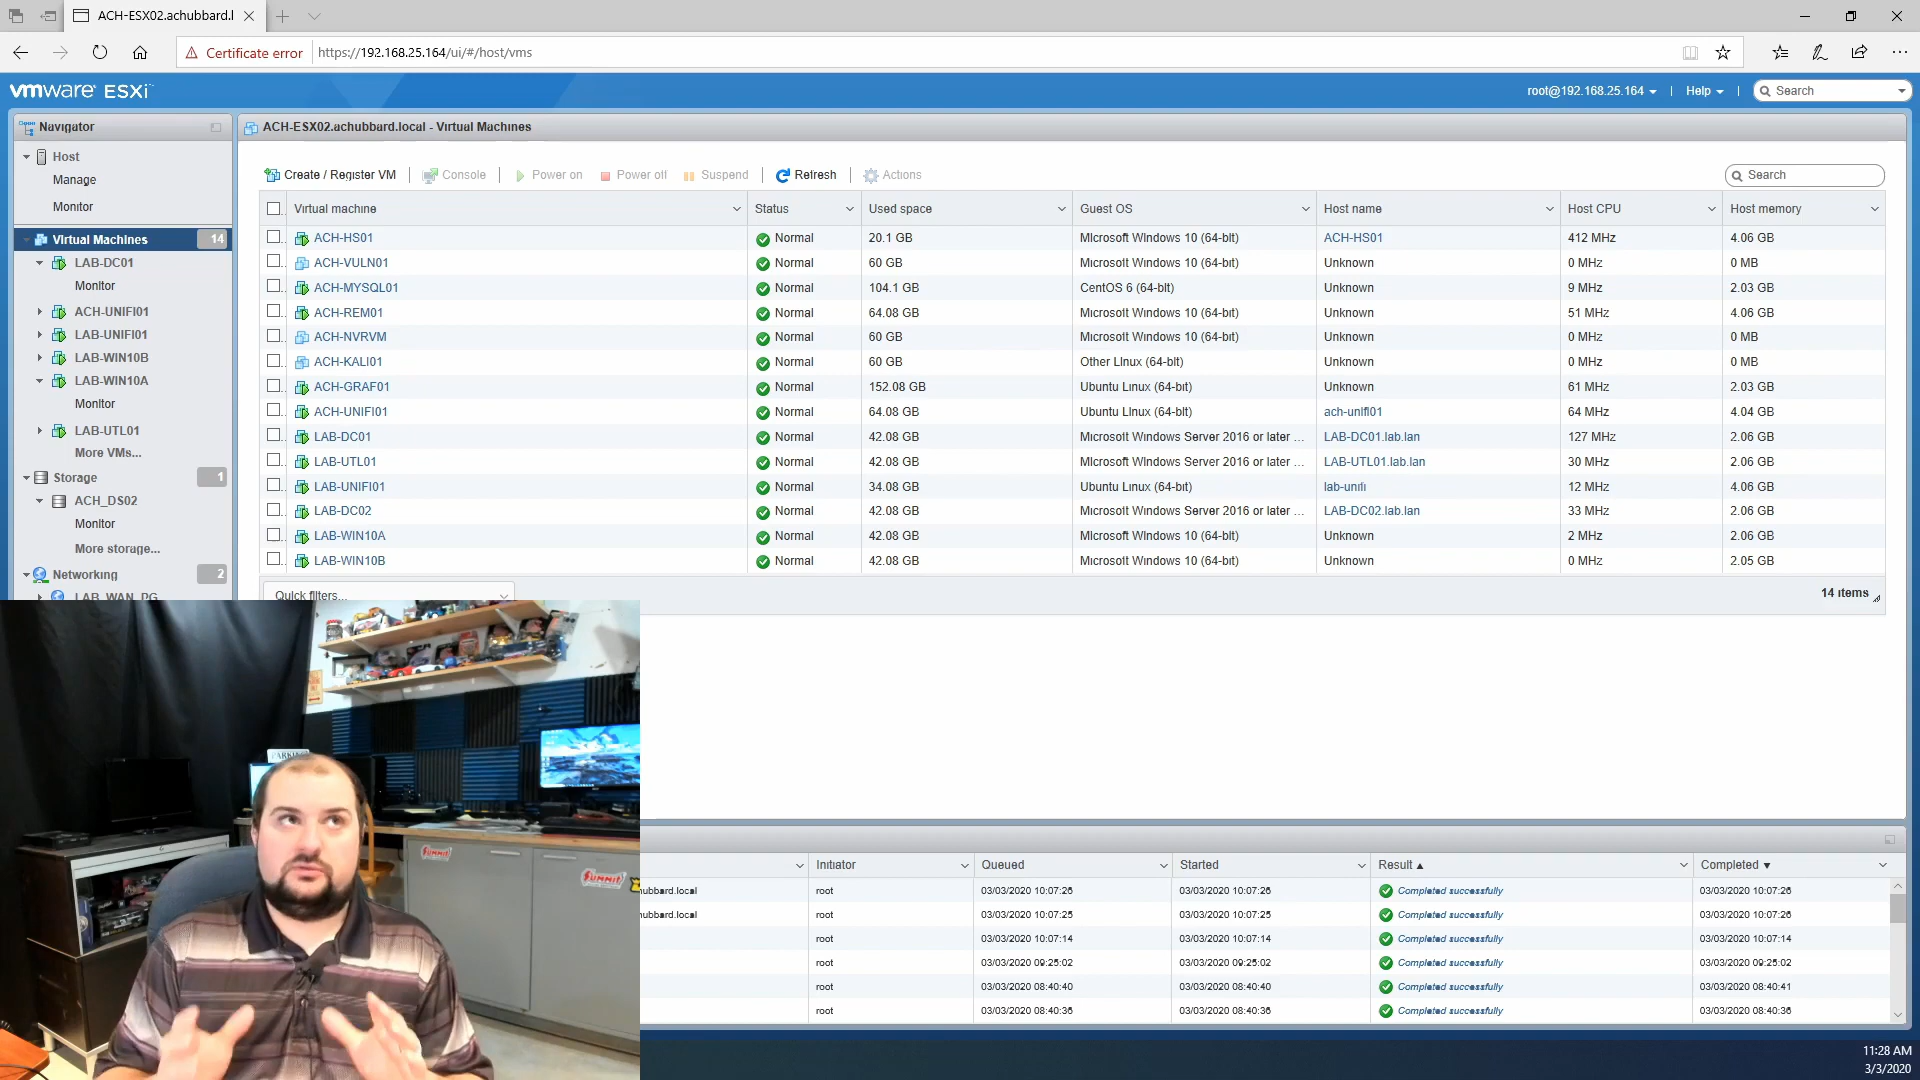 ACH-ESX02.achubbard.l
Certificate error
https://192.168.25.164/ui/#/host/vms
vmware ESXi
root@192.168.25.164
Help
Search
Navigator
Host
Manage
Monitor
Virtual Machines 14
LAB-DC01
Monitor
ACH-UNIFI01
LAB-UNIFI01
LAB-WIN10B
LAB-WIN10A
Monitor
LAB-UTL01
More VMs...
Storage 1
ACH_DS02
Monitor
More storage...
Networking 2
LAB_WAN_PG
ACH-ESX02.achubbard.local - Virtual Machines
Create / Register VM
Console
Power on
Power off
Suspend
Refresh
Actions
Search
Virtual machine Status Used space Guest OS Host name Host CPU Host memory
ACH-HS01 Normal 20.1 GB Microsoft Windows 10 (64-bit) ACH-HS01 412 MHz 4.06 GB
ACH-VULN01 Normal 60 GB Microsoft Windows 10 (64-bit) Unknown 0 MHz 0 MB
ACH-MYSQL01 Normal 104.1 GB CentOS 6 (64-bit) Unknown 9 MHz 2.03 GB
ACH-REM01 Normal 64.08 GB Microsoft Windows 10 (64-bit) Unknown 51 MHz 4.06 GB
ACH-NVRVM Normal 60 GB Microsoft Windows 10 (64-bit) Unknown 0 MHz 0 MB
ACH-KALI01 Normal 60 GB Other Linux (64-bit) Unknown 0 MHz 0 MB
ACH-GRAF01 Normal 152.08 GB Ubuntu Linux (64-bit) Unknown 61 MHz 2.03 GB
ACH-UNIFI01 Normal 64.08 GB Ubuntu Linux (64-bit) ach-unifi01 64 MHz 4.04 GB
LAB-DC01 Normal 42.08 GB Microsoft Windows Server 2016 or later ... LAB-DC01.lab.lan 127 MHz 2.06 GB
LAB-UTL01 Normal 42.08 GB Microsoft Windows Server 2016 or later ... LAB-UTL01.lab.lan 30 MHz 2.06 GB
LAB-UNIFI01 Normal 34.08 GB Ubuntu Linux (64-bit) lab-unifi 12 MHz 4.06 GB
LAB-DC02 Normal 42.08 GB Microsoft Windows Server 2016 or later ... LAB-DC02.lab.lan 33 MHz 2.06 GB
LAB-WIN10A Normal 42.08 GB Microsoft Windows 10 (64-bit) Unknown 2 MHz 2.06 GB
LAB-WIN10B Normal 42.08 GB Microsoft Windows 10 (64-bit) Unknown 0 MHz 2.05 GB
Quick filters...
14 items
Initiator Queued Started Result Completed
hubbard.local root 03/03/2020 10:07:26 03/03/2020 10:07:26 Completed successfully 03/03/2020 10:07:26
hubbard.local root 03/03/2020 10:07:25 03/03/2020 10:07:25 Completed successfully 03/03/2020 10:07:26
root 03/03/2020 10:07:14 03/03/2020 10:07:14 Completed successfully 03/03/2020 10:07:14
root 03/03/2020 09:25:02 03/03/2020 09:25:02 Completed successfully 03/03/2020 09:25:02
root 03/03/2020 08:40:40 03/03/2020 08:40:40 Completed successfully 03/03/2020 08:40:41
root 03/03/2020 08:40:36 03/03/2020 08:40:36 Completed successfully 03/03/2020 08:40:36
Summit
Summit
11:28 AM
3/3/2020